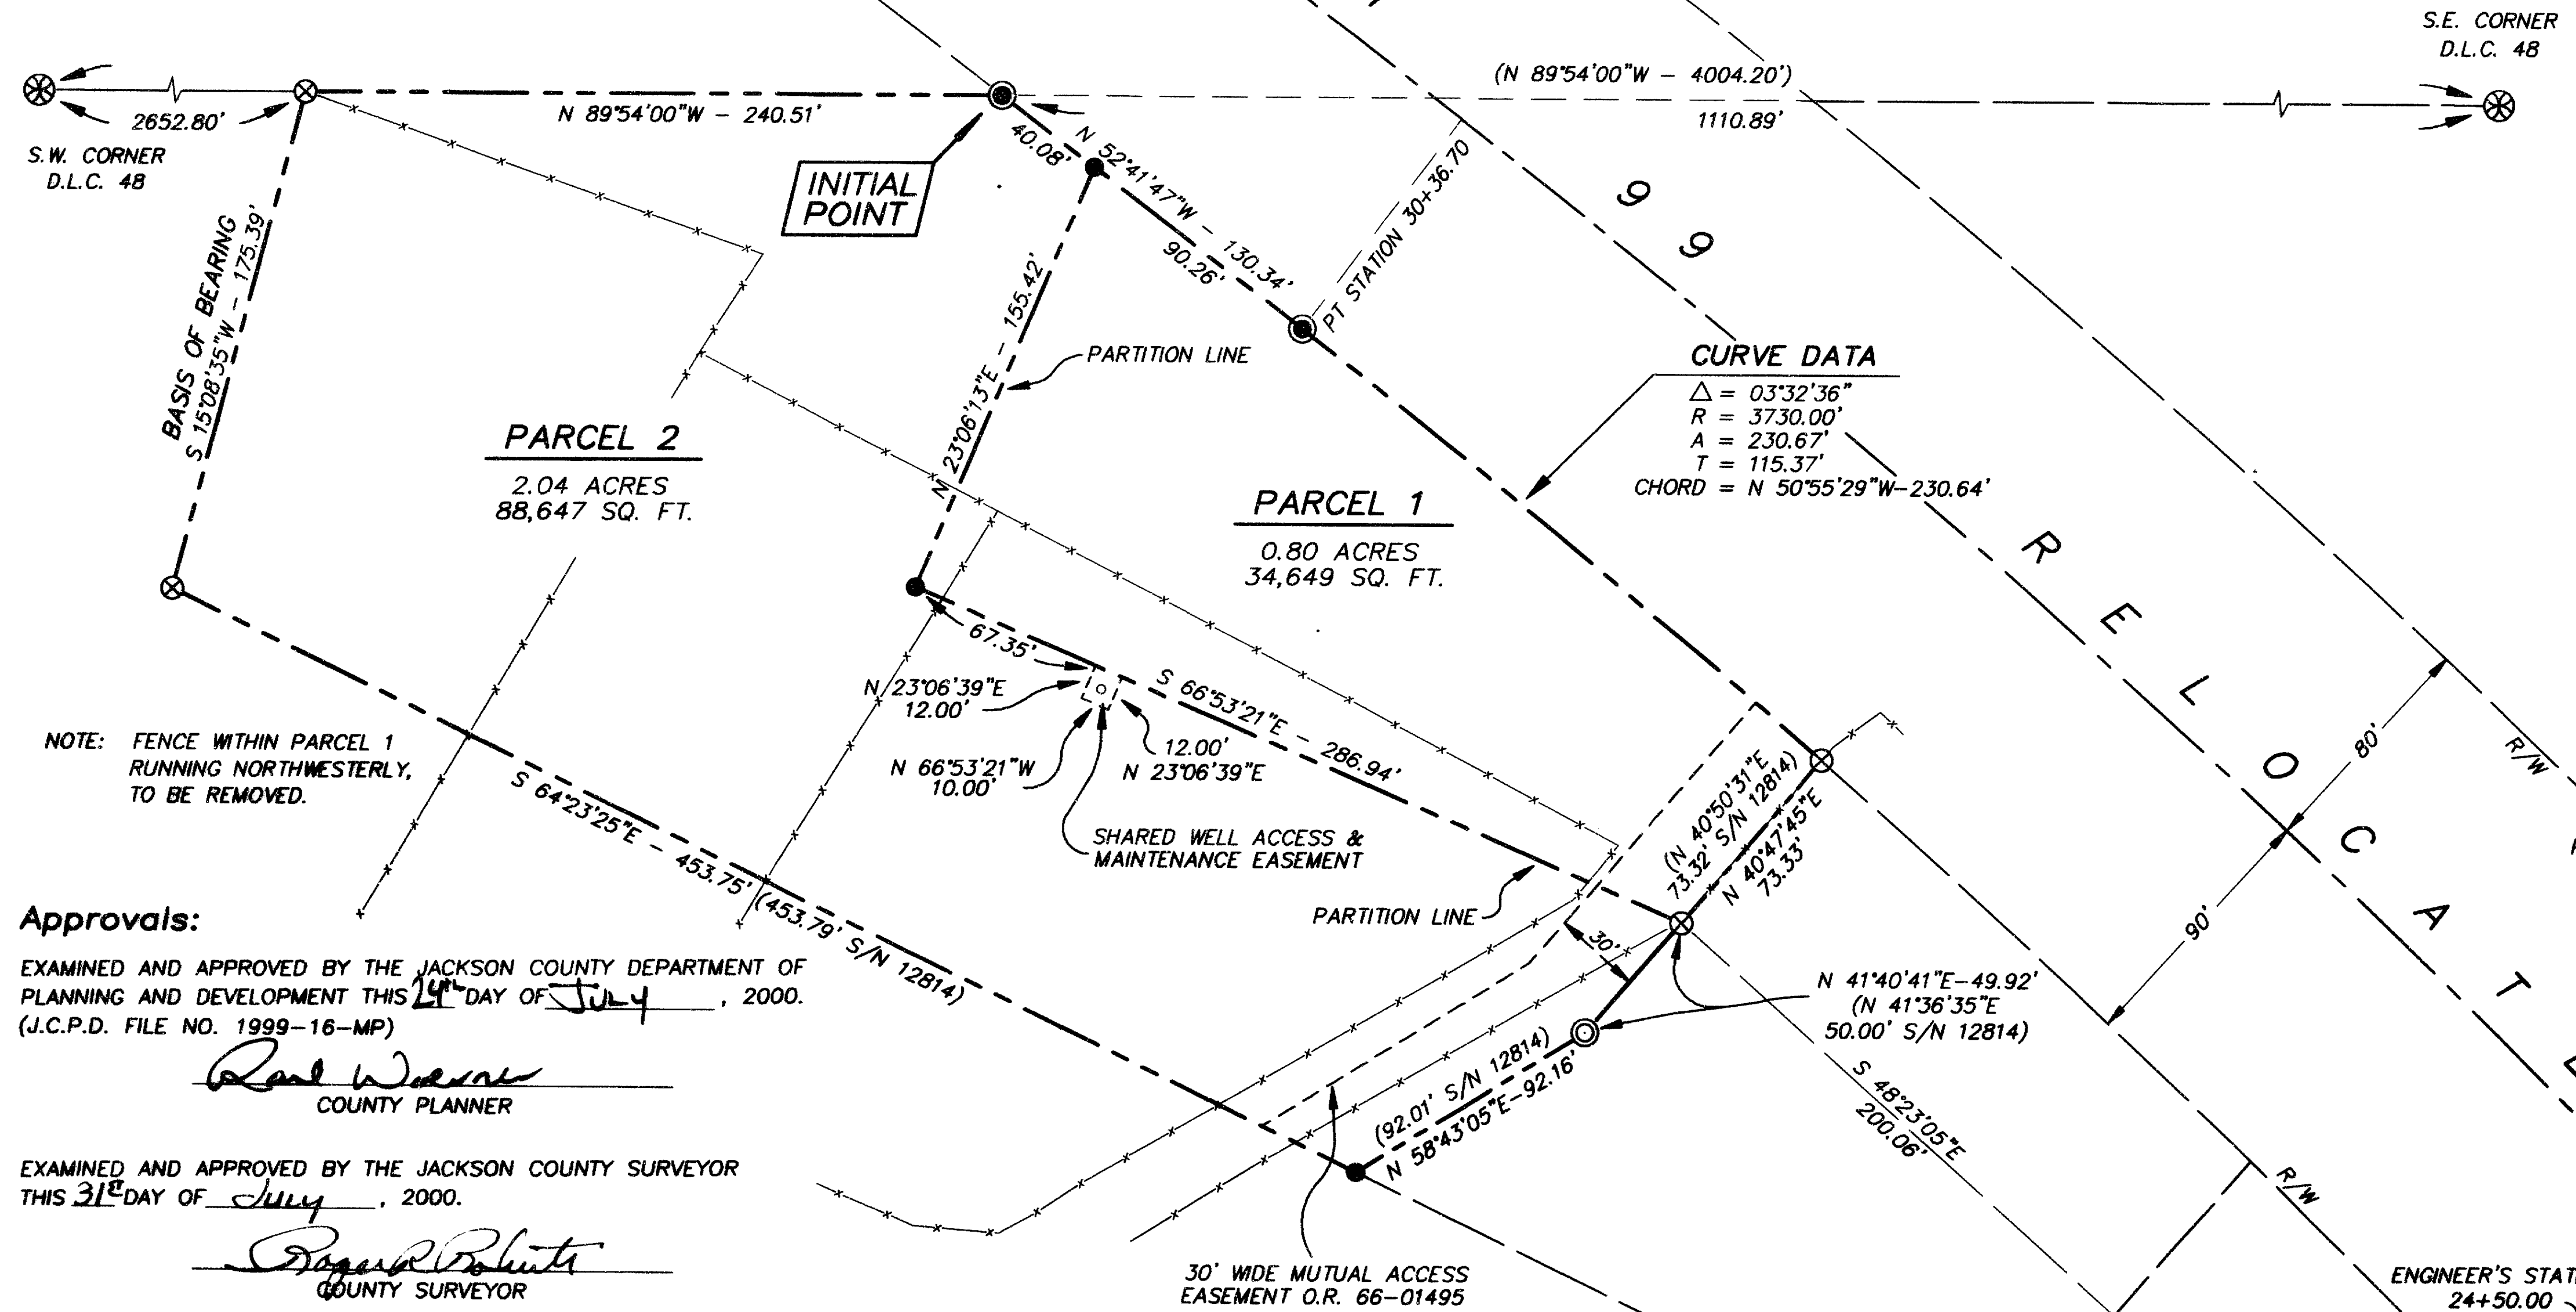 S.E. CORNER
D.L.C. 48
(N 89°54'00"W - 4004.20')
1110.89'
N 89°54'00"W - 240.51'
2652.80'
S.W. CORNER
D.L.C. 48
INITIAL
POINT
40.08'
N 52°41'47"W - 130.34'
90.26'
PT STATION 30+36.70
99
BASIS OF BEARING
S 15°08'35"W - 175.39'
N 23°06'13"E - 155.42'
PARTITION LINE
CURVE DATA
△ = 03°32'36"
R = 3730.00'
A = 230.67'
T = 115.37'
CHORD = N 50°55'29"W-230.64'
PARCEL 2
2.04 ACRES
88,647 SQ. FT.
PARCEL 1
0.80 ACRES
34,649 SQ. FT.
RELOCATE
67.35'
N 23°06'39"E
12.00'
S 66°53'21"E - 286.94'
N 66°53'21"W
10.00'
12.00'
N 23°06'39"E
SHARED WELL ACCESS &
MAINTENANCE EASEMENT
NOTE: FENCE WITHIN PARCEL 1
RUNNING NORTHWESTERLY,
TO BE REMOVED.
S 64°23'25"E - 453.75' (453.79' S/N 12814)
(N 40°50'31"E
73.32' S/N 12814)
N 40°47'45"E
73.33'
80'
R/W
90'
PARTITION LINE
30'
N 41°40'41"E-49.92'
(N 41°36'35"E
50.00' S/N 12814)
(92.01' S/N 12814)
N 58°43'05"E-92.16'
S 48°23'05"E
200.06'
R/W
30' WIDE MUTUAL ACCESS
EASEMENT O.R. 66-01495
24+50.00
ENGINEER'S
Approvals:
EXAMINED AND APPROVED BY THE JACKSON COUNTY DEPARTMENT OF
PLANNING AND DEVELOPMENT THIS 24th DAY OF JULY, 2000.
(J.C.P.D. FILE NO. 1999-16-MP)
COUNTY PLANNER
EXAMINED AND APPROVED BY THE JACKSON COUNTY SURVEYOR
THIS 31st DAY OF July, 2000.
Roger R Roberts
COUNTY SURVEYOR